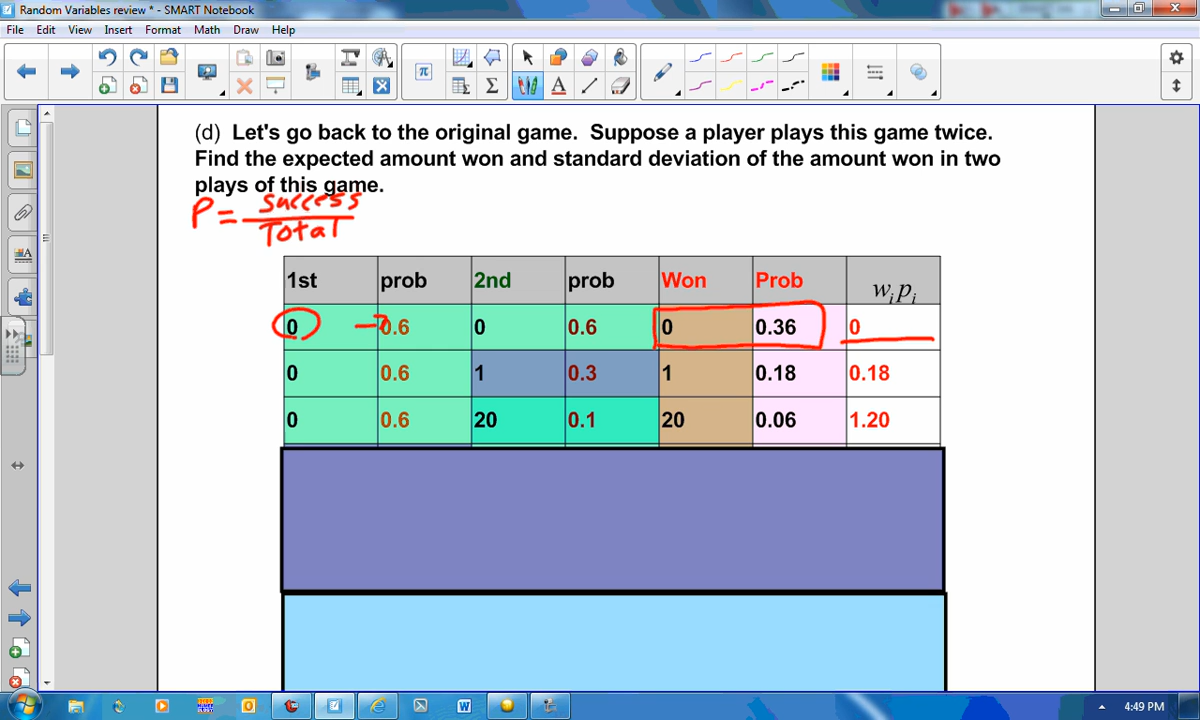 Random Variables review * - SMART Notebook
File Edit View Insert Format Math Draw Help
(d) Let's go back to the original game. Suppose a player plays this game twice.
Find the expected amount won and standard deviation of the amount won in two
plays of this game.
P = Success
Total
1st prob 2nd prob Won Prob wᵢpᵢ
0 0.6 0 0.6 0 0.36 0
0 0.6 1 0.3 1 0.18 0.18
0 0.6 20 0.1 20 0.06 1.20
4:49 PM